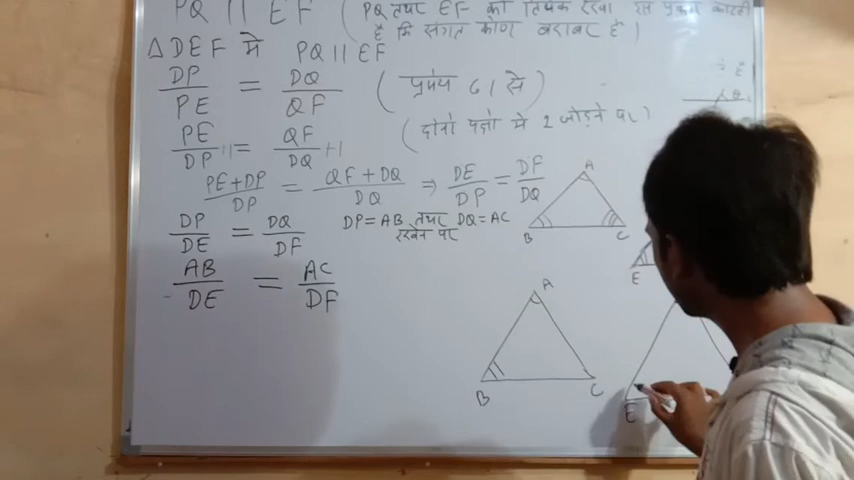 PQ || EF (PQ तथा EF को तिर्यक रेखा इस प्रकार काटती
है कि संगत कोण बराबर है।
△DEF में PQ || EF
DP/PE = DQ/QF (प्रमेय 6.1 से)
PE/DP +1 = QF/DQ +1 (दोनों पक्षो में 2 जोड़ने पर)
PE+DP/DP = QF+DQ/DQ ⇒ DE/DP = DF/DQ
DP/DE = DQ/DF DP=AB तथा DQ=AC
रखने पर
AB/DE = AC/DF
A
B C
E
A
B C
E